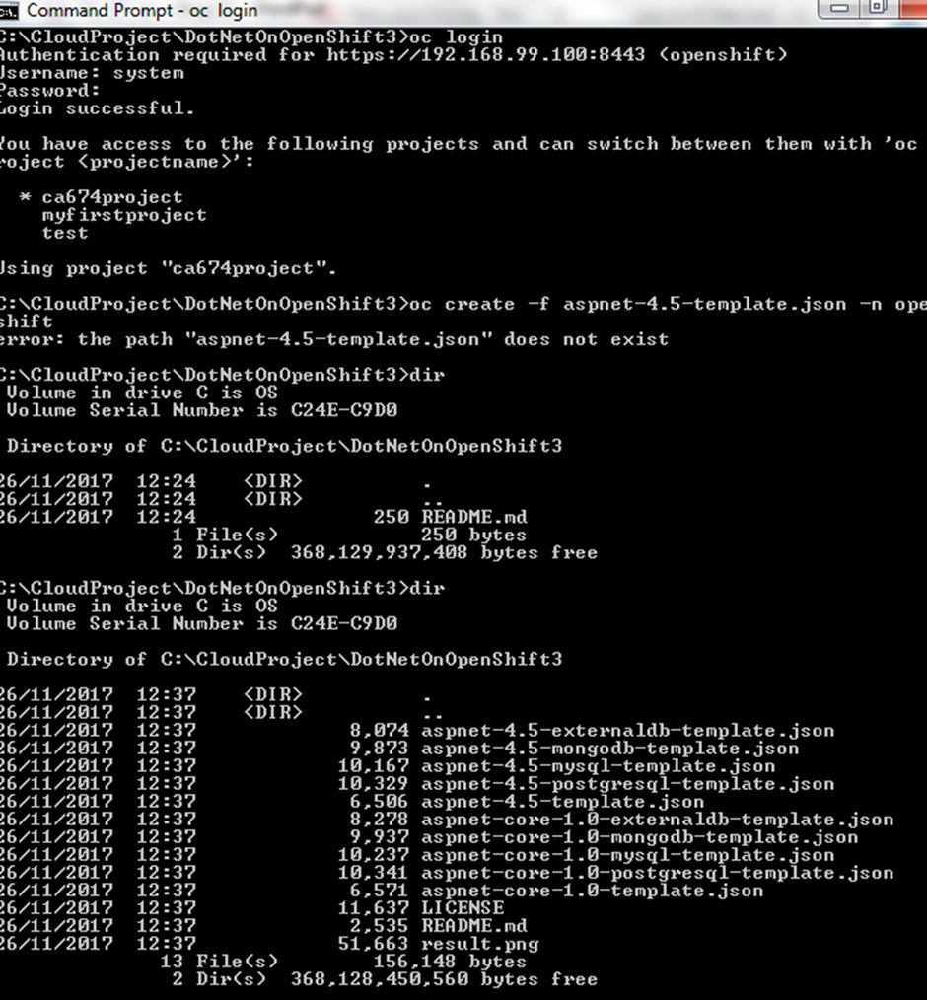 Command Prompt - oc login
C:\CloudProject\DotNetOnOpenShift3>oc login
Authentication required for https://192.168.99.100:8443 (openshift)
Username: system
Password:
Login successful.
You have access to the following projects and can switch between them with 'oc
project <projectname>':
* ca674project
myfirstproject
test
Using project "ca674project".
C:\CloudProject\DotNetOnOpenShift3>oc create -f aspnet-4.5-template.json -n ope
shift
error: the path "aspnet-4.5-template.json" does not exist
C:\CloudProject\DotNetOnOpenShift3>dir
Volume in drive C is OS
Volume Serial Number is C24E-C9D0
Directory of C:\CloudProject\DotNetOnOpenShift3
26/11/2017 12:24 <DIR> .
26/11/2017 12:24 <DIR> ..
26/11/2017 12:24 250 README.md
1 File(s) 250 bytes
2 Dir(s) 368,129,937,408 bytes free
C:\CloudProject\DotNetOnOpenShift3>dir
Volume in drive C is OS
Volume Serial Number is C24E-C9D0
Directory of C:\CloudProject\DotNetOnOpenShift3
26/11/2017 12:37 <DIR> .
26/11/2017 12:37 <DIR> ..
26/11/2017 12:37 8,074 aspnet-4.5-externaldb-template.json
26/11/2017 12:37 9,873 aspnet-4.5-mongodb-template.json
26/11/2017 12:37 10,167 aspnet-4.5-mysql-template.json
26/11/2017 12:37 10,329 aspnet-4.5-postgresql-template.json
26/11/2017 12:37 6,506 aspnet-4.5-template.json
26/11/2017 12:37 8,278 aspnet-core-1.0-externaldb-template.json
26/11/2017 12:37 9,937 aspnet-core-1.0-mongodb-template.json
26/11/2017 12:37 10,237 aspnet-core-1.0-mysql-template.json
26/11/2017 12:37 10,341 aspnet-core-1.0-postgresql-template.json
26/11/2017 12:37 6,571 aspnet-core-1.0-template.json
26/11/2017 12:37 11,637 LICENSE
26/11/2017 12:37 2,535 README.md
26/11/2017 12:37 51,663 result.png
13 File(s) 156,148 bytes
2 Dir(s) 368,128,450,560 bytes free